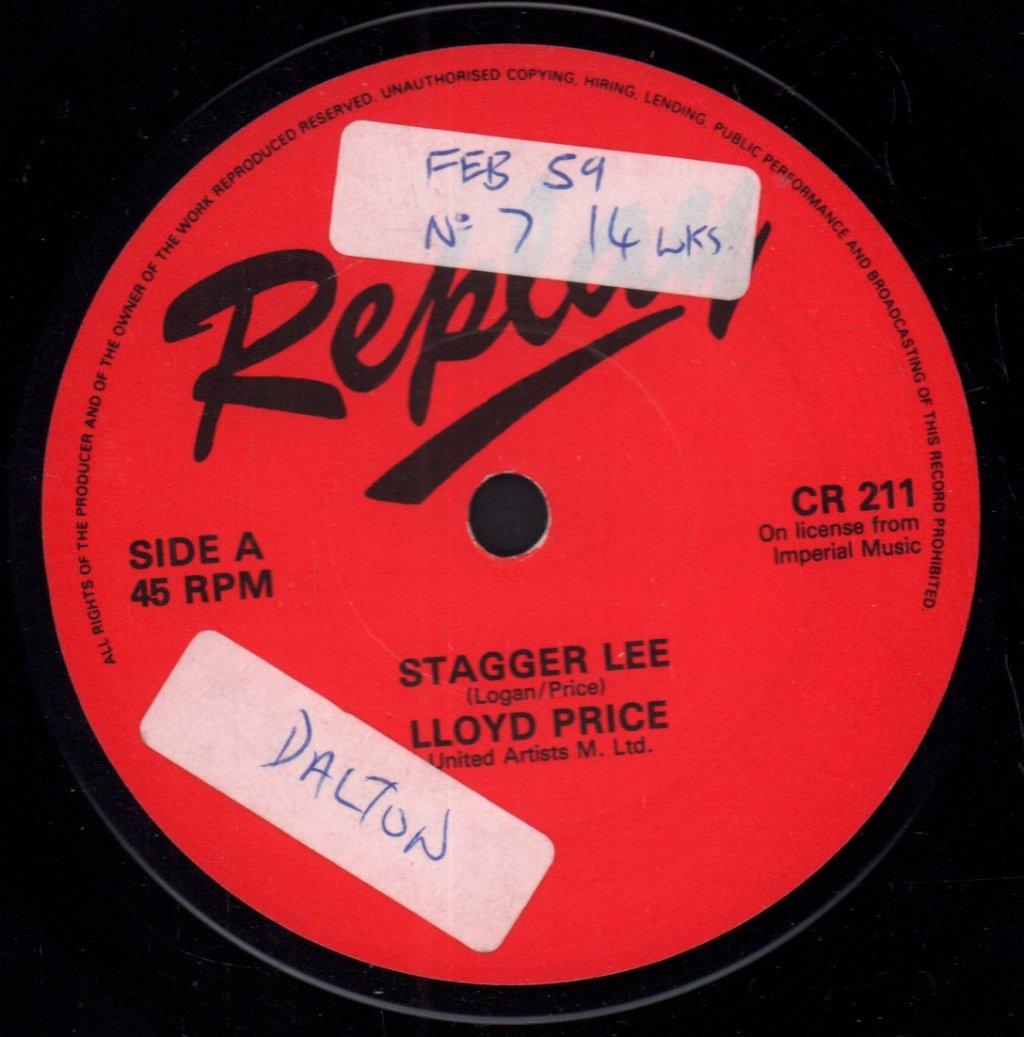 ALL RIGHTS OF THE PRODUCER AND OF THE OWNER OF THE WORK REPRODUCED RESERVED. UNAUTHORISED COPYING, HIRING, LENDING, PUBLIC PERFORMANCE AND BROADCASTING OF THIS RECORD PROHIBITED.
FEB 59
No 7 14 WKS.
Replay
CR 211
On license from
Imperial Music
SIDE A
45 RPM
STAGGER LEE
(Logan/Price)
LLOYD PRICE
United Artists M. Ltd.
DALTON